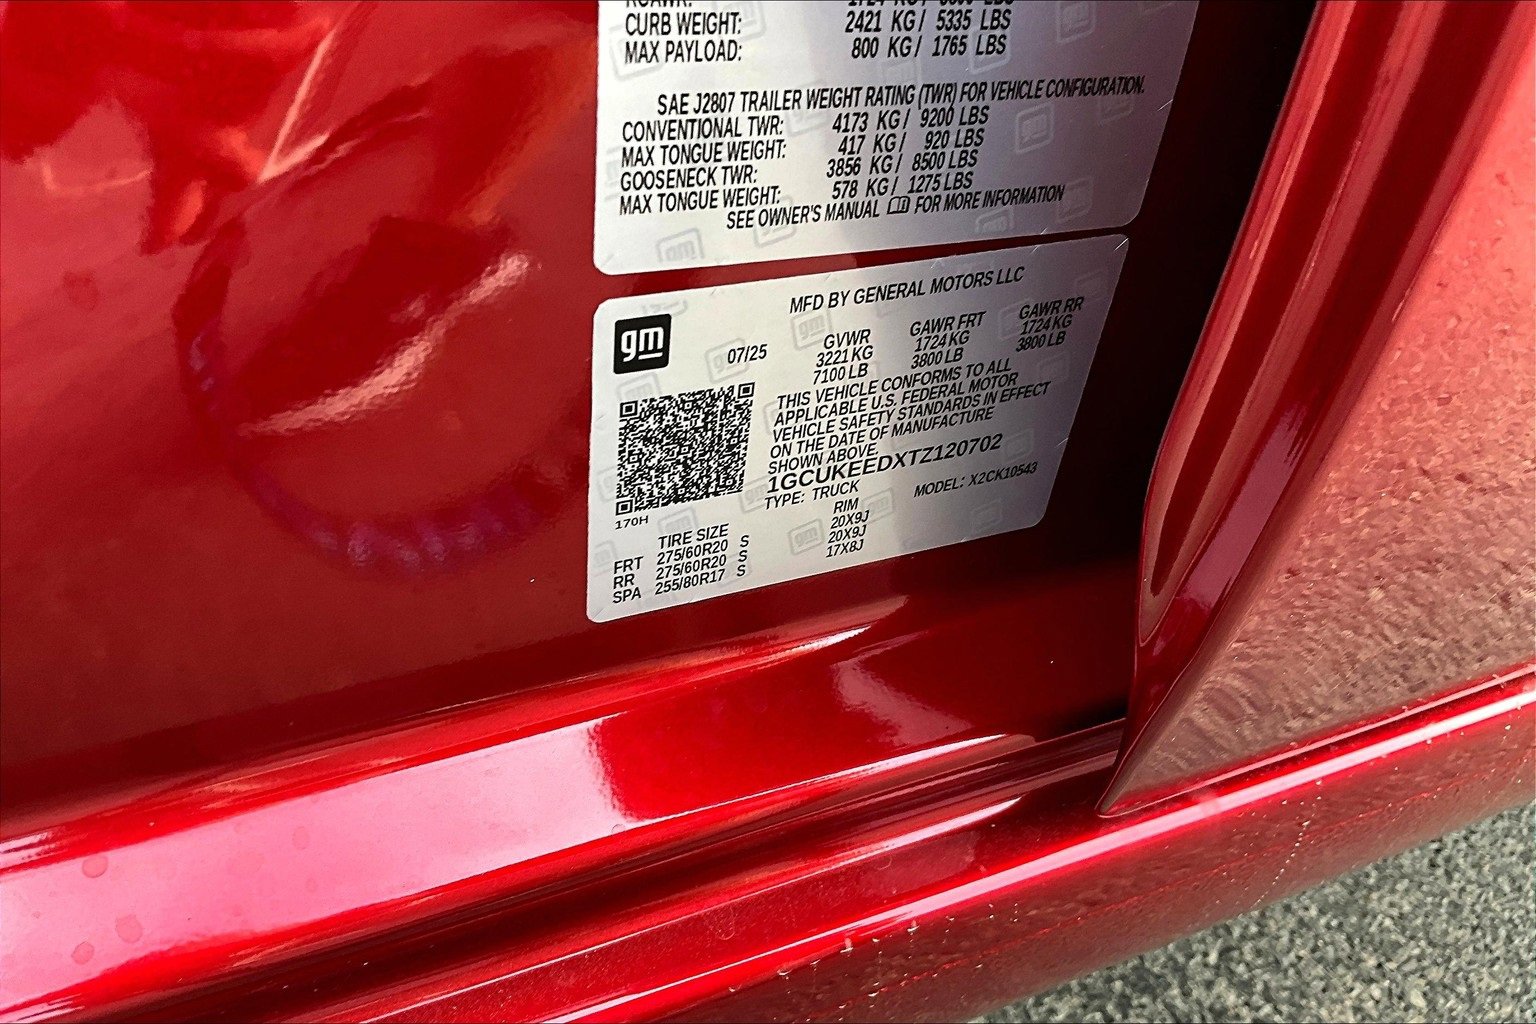 CURB WEIGHT: 2421 KG / 5335 LBS
MAX PAYLOAD: 800 KG / 1765 LBS
SAE J2807 TRAILER WEIGHT RATING (TWR) FOR VEHICLE CONFIGURATION.
CONVENTIONAL TWR: 4173 KG / 9200 LBS
MAX TONGUE WEIGHT: 417 KG / 920 LBS
GOOSENECK TWR: 3856 KG / 8500 LBS
MAX TONGUE WEIGHT: 578 KG / 1275 LBS
SEE OWNER'S MANUAL FOR MORE INFORMATION
MFD BY GENERAL MOTORS LLC
gm
07/25
GVWR GAWR FRT GAWR RR
3221 KG 1724 KG 1724 KG
7100 LB 3800 LB 3800 LB
THIS VEHICLE CONFORMS TO ALL
APPLICABLE U.S. FEDERAL MOTOR
VEHICLE SAFETY STANDARDS IN EFFECT
ON THE DATE OF MANUFACTURE
SHOWN ABOVE.
1GCUKEEDXTZ120702
TYPE: TRUCK MODEL: X2CK10543
170H
TIRE SIZE RIM
FRT 275/60R20 S 20X9J
RR 275/60R20 S 20X9J
SPA 255/80R17 S 17X8J